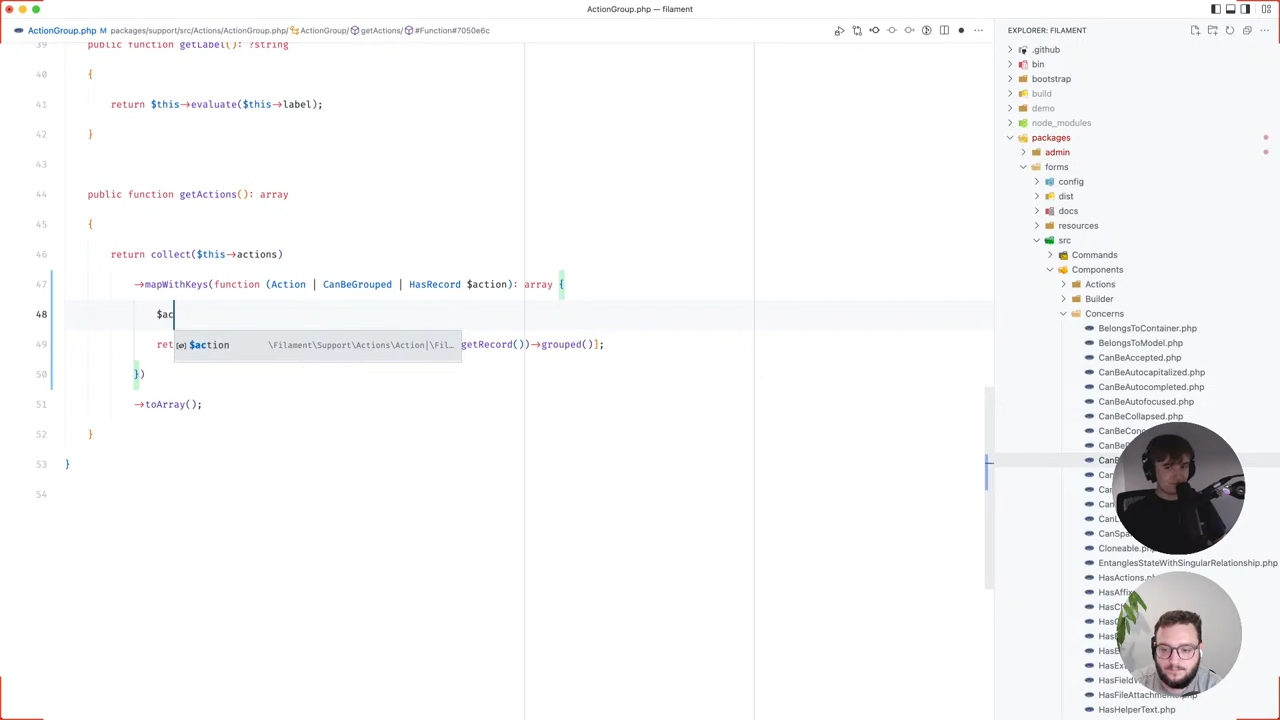 ActionGroup.php — filament
ActionGroup.php M packages/support/src/Actions/ActionGroup.php/ ActionGroup/ getActions/ #Function#7050e6c
39 public function getLabel(): ?string
40 {
41 return $this->evaluate($this->label);
42 }
43
44 public function getActions(): array
45 {
46 return collect($this->actions)
47 ->mapWithKeys(function (Action | CanBeGrouped | HasRecord $action): array {
48 $ac
$action \Filament\Support\Actions\Action|\Fil…
49 ret getRecord())->grouped()];
50 })
51 ->toArray();
52 }
53 }
54
EXPLORER: FILAMENT
.github
bin
bootstrap
build
demo
node_modules
packages
admin
forms
config
dist
docs
resources
src
Commands
Components
Actions
Builder
Concerns
BelongsToContainer.php
BelongsToModel.php
CanBeAccepted.php
CanBeAutocapitalized.php
CanBeAutocompleted.php
CanBeAutofocused.php
CanBeCollapsed.php
Cloneable.php
EntanglesStateWithSingularRelationship.php
HasActions.php
HasFileAttachments.php
HasHelperText.php